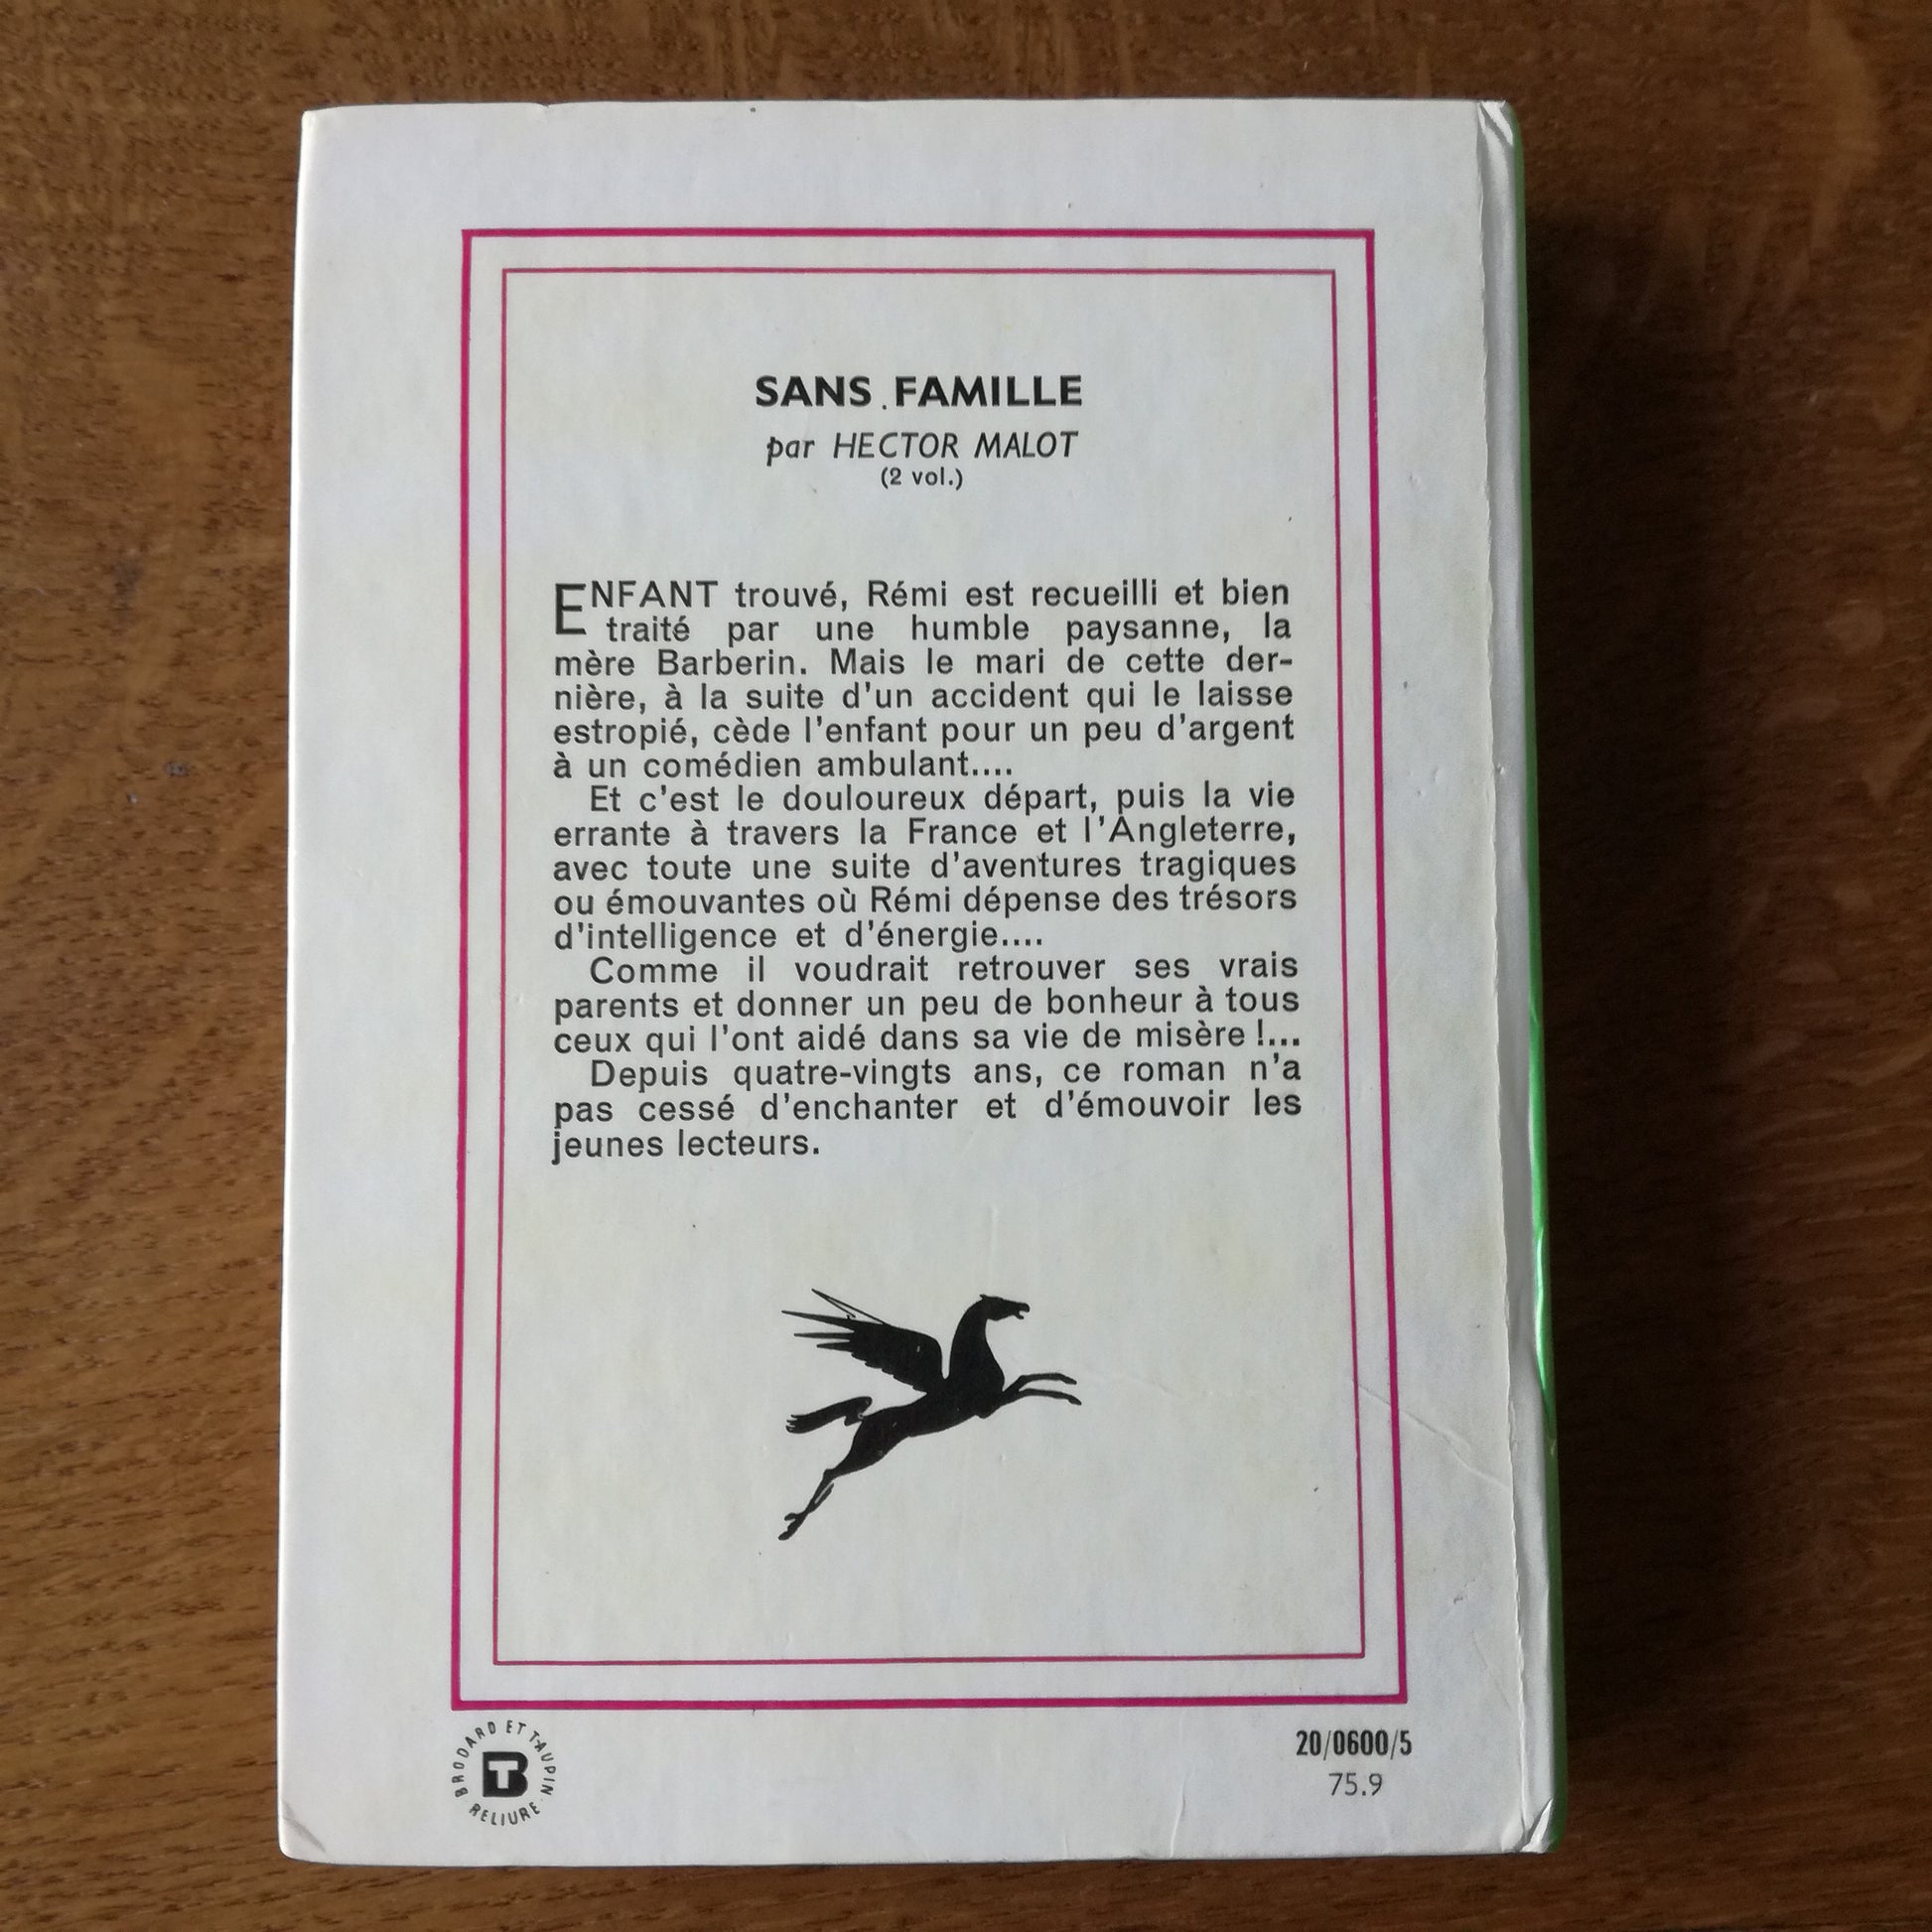 SANS FAMILLE
par HECTOR MALOT
(2 vol.)
ENFANT trouvé, Rémi est recueilli et bien
traité par une humble paysanne, la
mère Barberin. Mais le mari de cette der-
nière, à la suite d'un accident qui le laisse
estropié, cède l'enfant pour un peu d'argent
à un comédien ambulant....
Et c'est le douloureux départ, puis la vie
errante à travers la France et l'Angleterre,
avec toute une suite d'aventures tragiques
ou émouvantes où Rémi dépense des trésors
d'intelligence et d'énergie....
Comme il voudrait retrouver ses vrais
parents et donner un peu de bonheur à tous
ceux qui l'ont aidé dans sa vie de misère !...
Depuis quatre-vingts ans, ce roman n'a
pas cessé d'enchanter et d'émouvoir les
jeunes lecteurs.
BRODARD ET TAUPIN
BT
RELIURE
20/0600/5
75.9